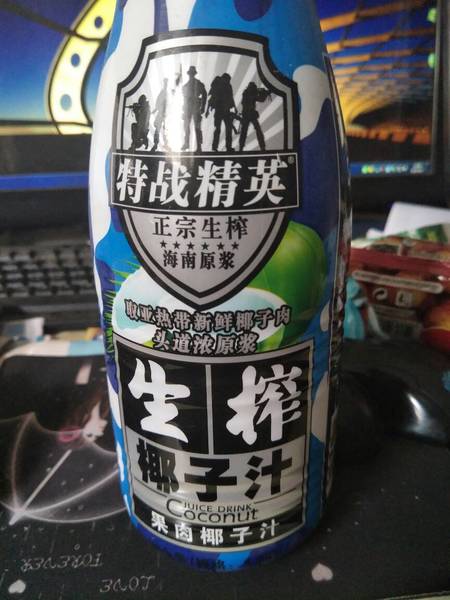 特战精英®
正宗生榨
★★★★★★
海南原浆
取亚热带新鲜椰子肉
头道浓原浆
生榨
椰子汁
JUICE DRINK
Coconut
果肉椰子汁
FOREVER
LOVE